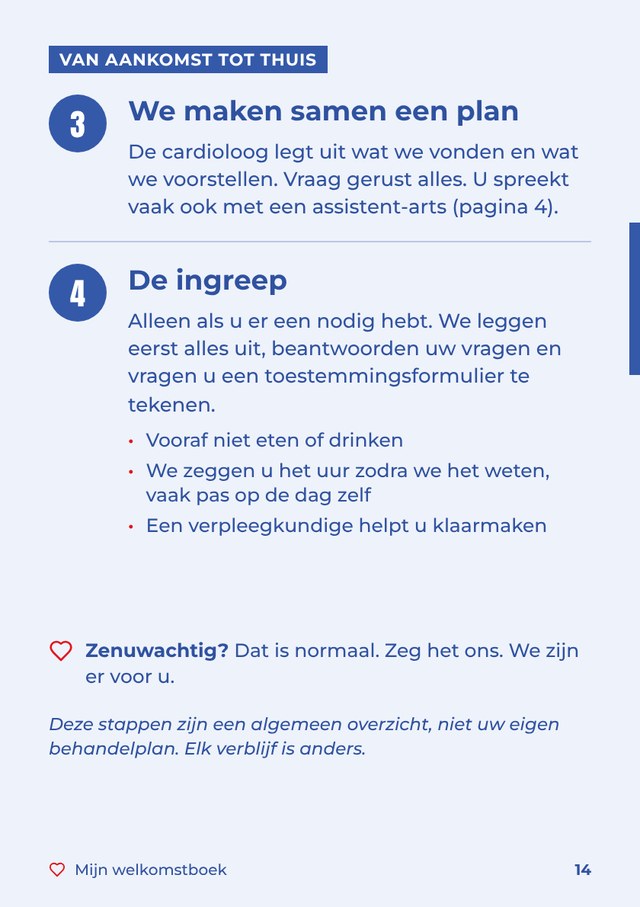 VAN AANKOMST TOT THUIS
3
We maken samen een plan
De cardioloog legt uit wat we vonden en wat
we voorstellen. Vraag gerust alles. U spreekt
vaak ook met een assistent-arts (pagina 4).
4
De ingreep
Alleen als u er een nodig hebt. We leggen
eerst alles uit, beantwoorden uw vragen en
vragen u een toestemmingsformulier te
tekenen.
• Vooraf niet eten of drinken
• We zeggen u het uur zodra we het weten,
vaak pas op de dag zelf
• Een verpleegkundige helpt u klaarmaken
Zenuwachtig? Dat is normaal. Zeg het ons. We zijn
er voor u.
Deze stappen zijn een algemeen overzicht, niet uw eigen
behandelplan. Elk verblijf is anders.
Mijn welkomstboek
14